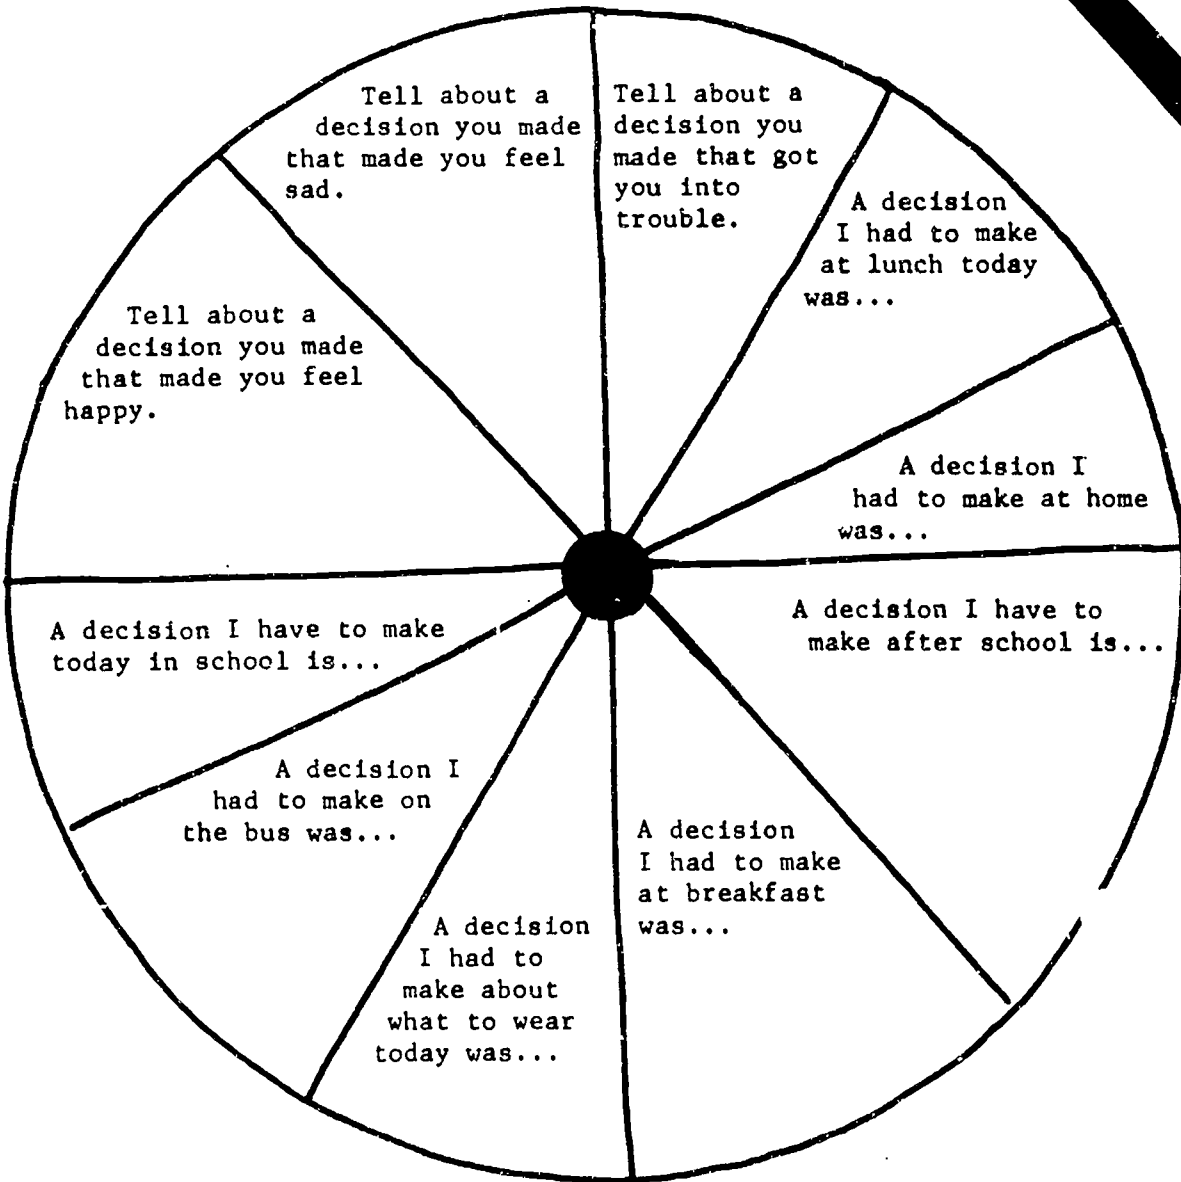 Tell about a
decision you made
that made you feel
sad.
Tell about a
decision you
made that got
you into
trouble.
A decision
I had to make
at lunch today
was...
A decision I
had to make at home
was...
A decision I have to
make after school is...
A decision
I had to make
at breakfast
was...
A decision
I had to
make about
what to wear
today was...
A decision I
had to make on
the bus was...
A decision I have to make
today in school is...
Tell about a
decision you made
that made you feel
happy.